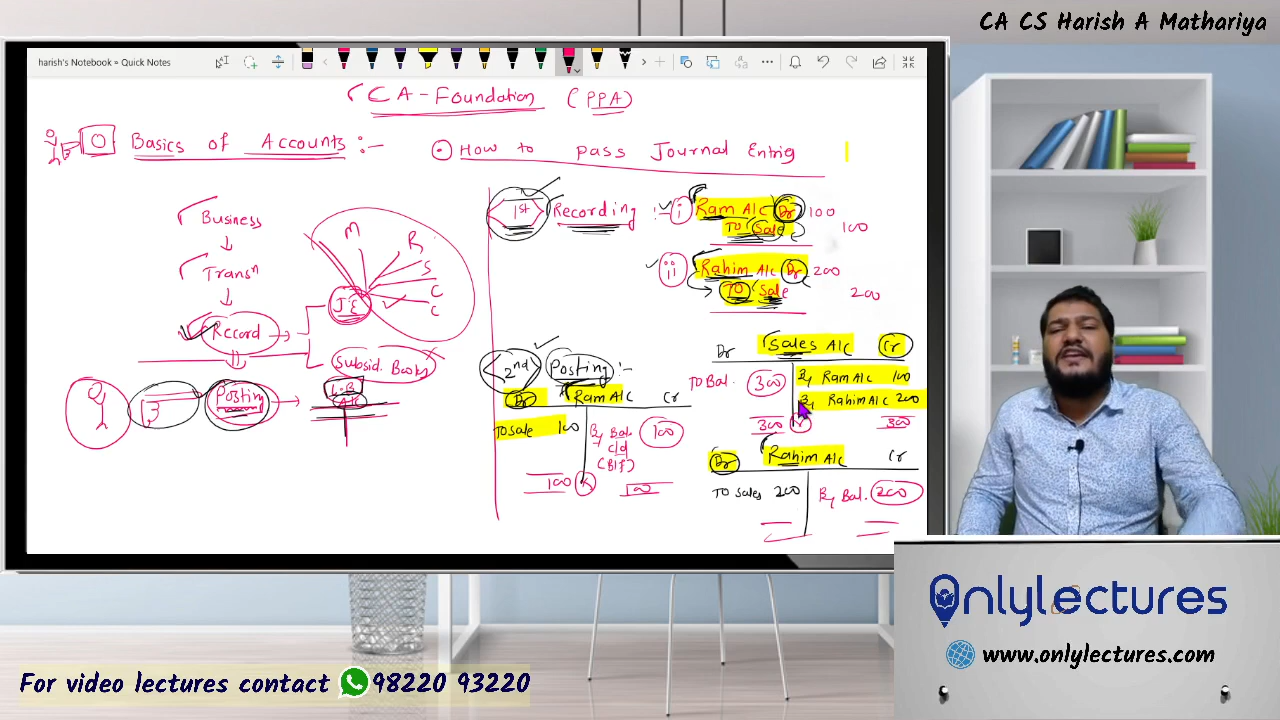 CA CS Harish A Mathariya
harish's Notebook » Quick Notes
CA - Foundation (PPA)
Basics of Accounts :-
How to pass Journal Entry
Business
Transⁿ
Record
Posting
J.E
M
R
S
C
C
Subsid. Books
L.B
A/c
1st Recording :-
i Ram A/c Dr 100
To Sale 100
ii Rahim A/c Dr 200
To Sale 200
2nd Posting :-
Dr Ram A/c Cr
To Sale 100
By Bal c/d (B/f) 100
100 100
Dr Sales A/c Cr
To Bal. 300
By Ram A/c 100
By Rahim A/c 200
300 300
Dr Rahim A/c Cr
To Sales 200 By Bal. 200
Onlylectures
www.onlylectures.com
For video lectures contact 98220 93220